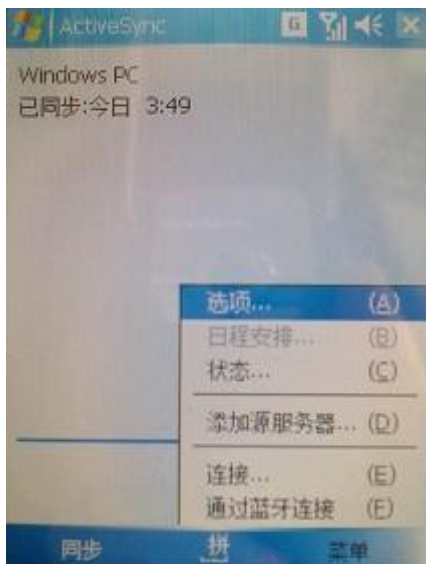 ActiveSync G
Windows PC
已同步:今日 3:49
选项... (A)
日程安排... (B)
状态... (C)
添加源服务器... (D)
连接... (E)
通过蓝牙连接 (F)
同步 拼 菜单